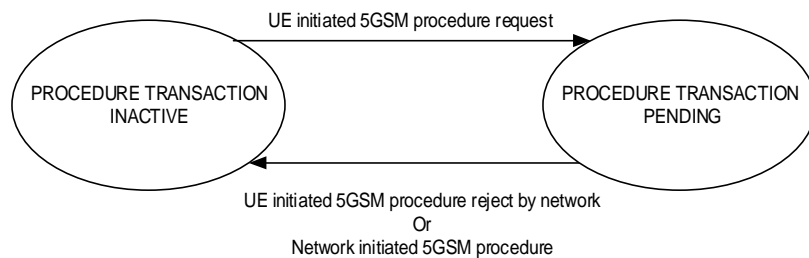 UE initiated 5GSM procedure request
PROCEDURE TRANSACTION
INACTIVE
PROCEDURE TRANSACTION
PENDING
UE initiated 5GSM procedure reject by network
Or
Network initiated 5GSM procedure